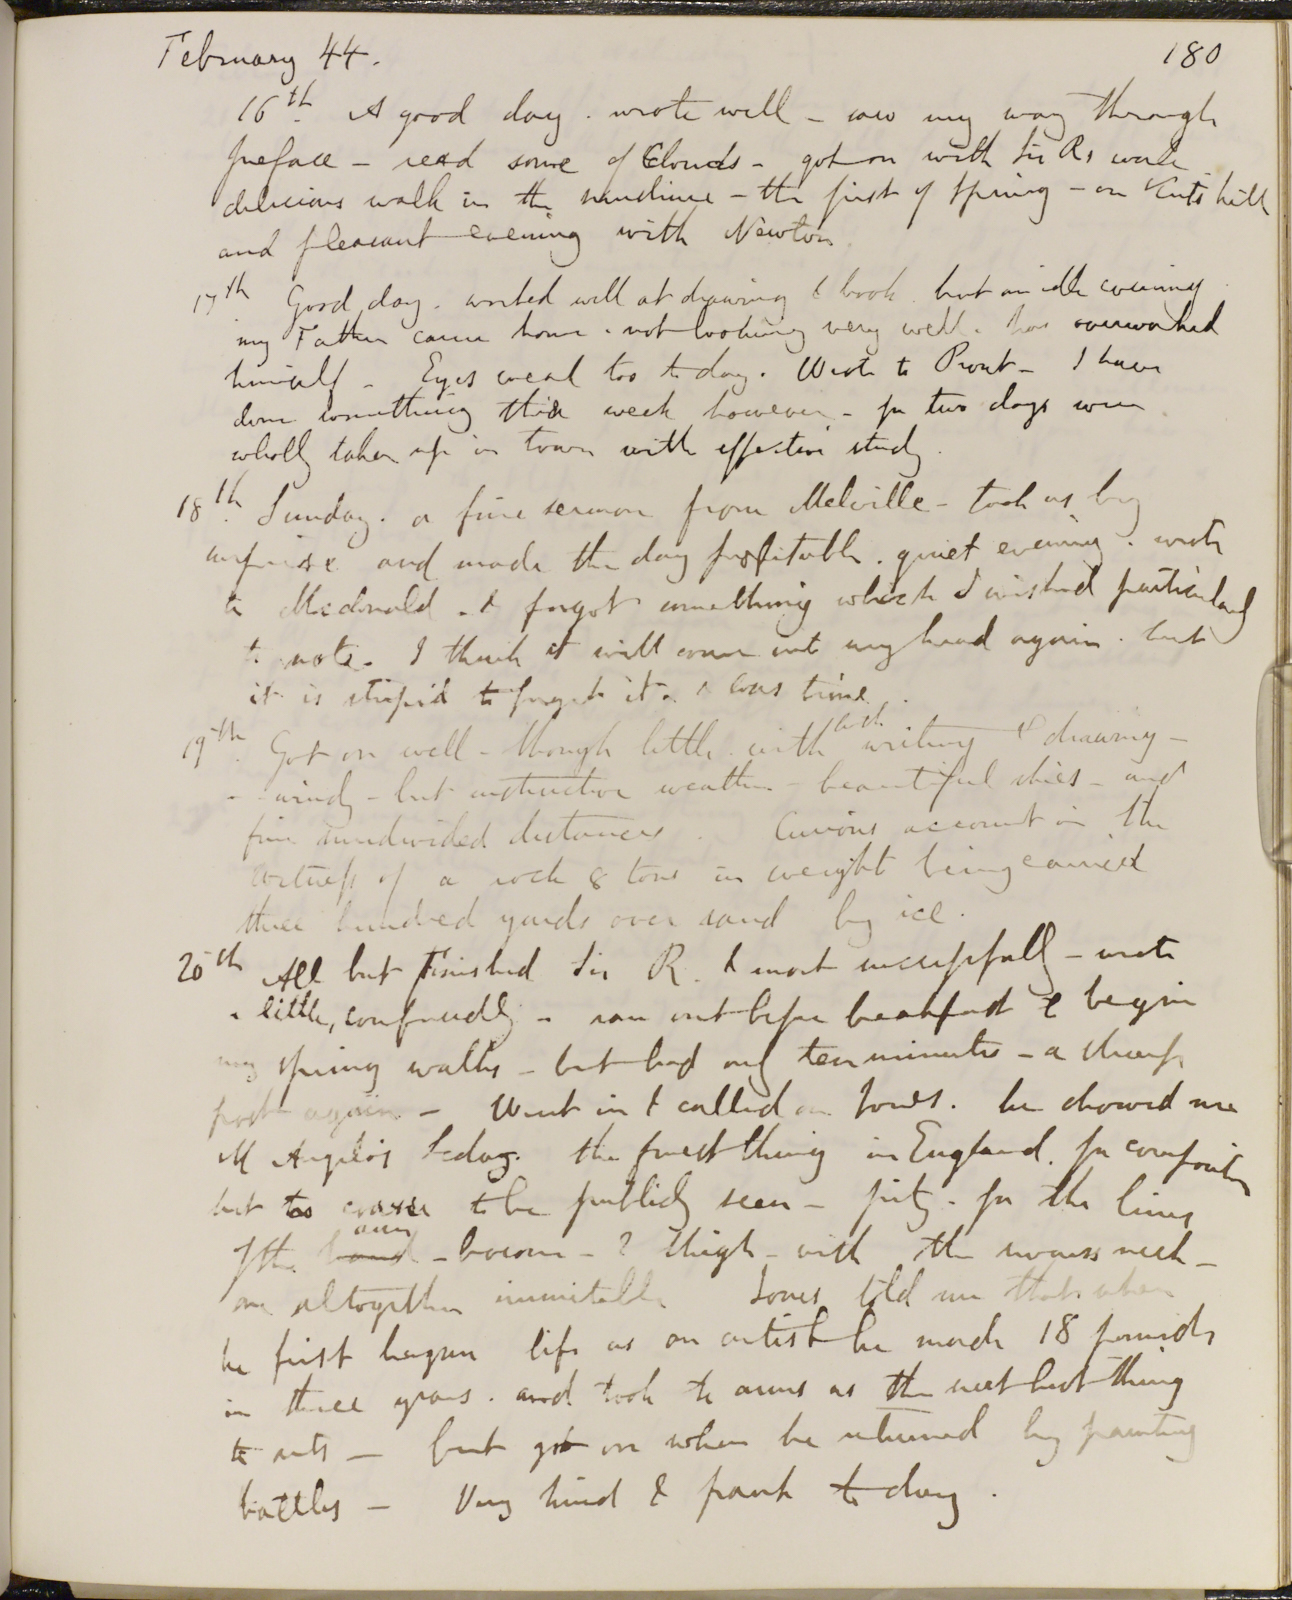 February 44.
180
16th. A good day. wrote well - saw my way through
preface - read some of Clouds - got on with Sir Rs work
delicious walk in the sunshine - the first of Spring - on hill
and pleasant evening with Newton.
17th Good day. worked well at drawing & book but an idle evening.
my Father came home. not looking very well. has overworked
himself - Eyes weak too to day. Wrote to Prout - I have
done something this week however - for two days were
wholly taken up in town with effective study.
18th. Sunday. a fine sermon from Melville - took us by
surprise and made the day profitable. quiet evening. wrote
to Macdonald. & forgot something which I wished particularly
to note. I think it will come into my head again. but
it is stupid to forget it. & loss time.
19th. Got on well - though little with both writing & drawing -
- windy - but instructive weather - beautiful skies - and
fine distances. Curious account in the
Witness of a rock 8 tons in weight being carried
three hundred yards over sand by ice.
20th All but Finished Sir R. & most successfully - wrote
a little, confusedly - ran out before breakfast to begin
my spring walks - but had only ten minutes - a sharp
frost again - Went in & called on Jones. he showed me
M Angelo's Leda. the finest thing in England. for composition
but too coarse to be publicly seen - pity - for the lines
of the hand arm - bosom - & thigh - with the swans neck -
are altogether inimitable Jones told me that when
he first began life as an artist he made 18 pounds
in three years. and took to arms as the next best thing
to arts - but got on when he returned by painting
battles - Very kind & frank to day.